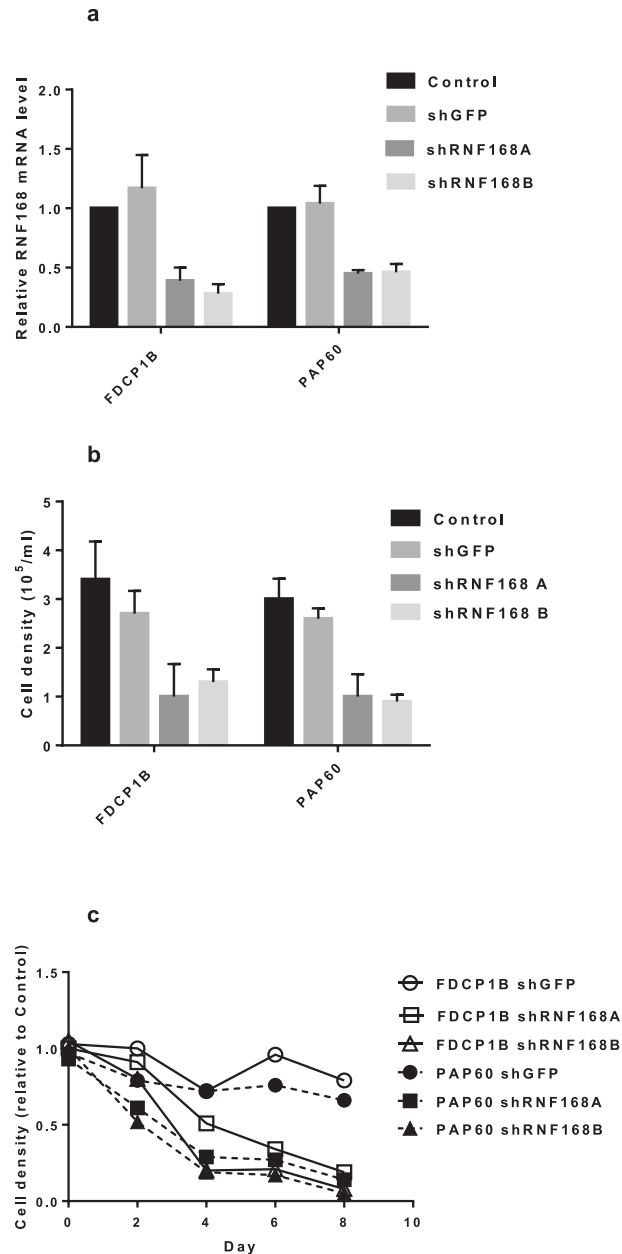 a
Relative RNF168 mRNA level
2.0
1.5
1.0
0.5
0.0
FDCP1B
PAP60
Control
shGFP
shRNF168A
shRNF168B
b
Cell density (10^5/ml)
5
4
3
2
1
0
FDCP1B
PAP60
Control
shGFP
shRNF168 A
shRNF168 B
c
Cell density (relative to Control)
1.5
1.0
0.5
0.0
0 2 4 6 8 10
Day
FDCP1B shGFP
FDCP1B shRNF168A
FDCP1B shRNF168B
PAP60 shGFP
PAP60 shRNF168A
PAP60 shRNF168B